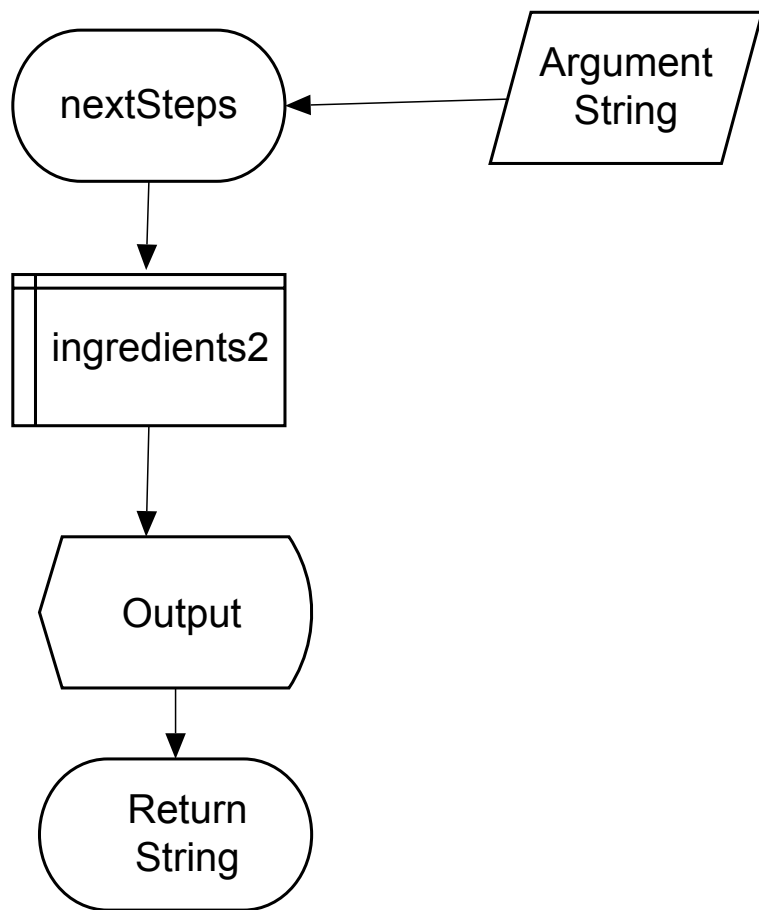 nextSteps
Argument
String
ingredients2
Output
Return
String